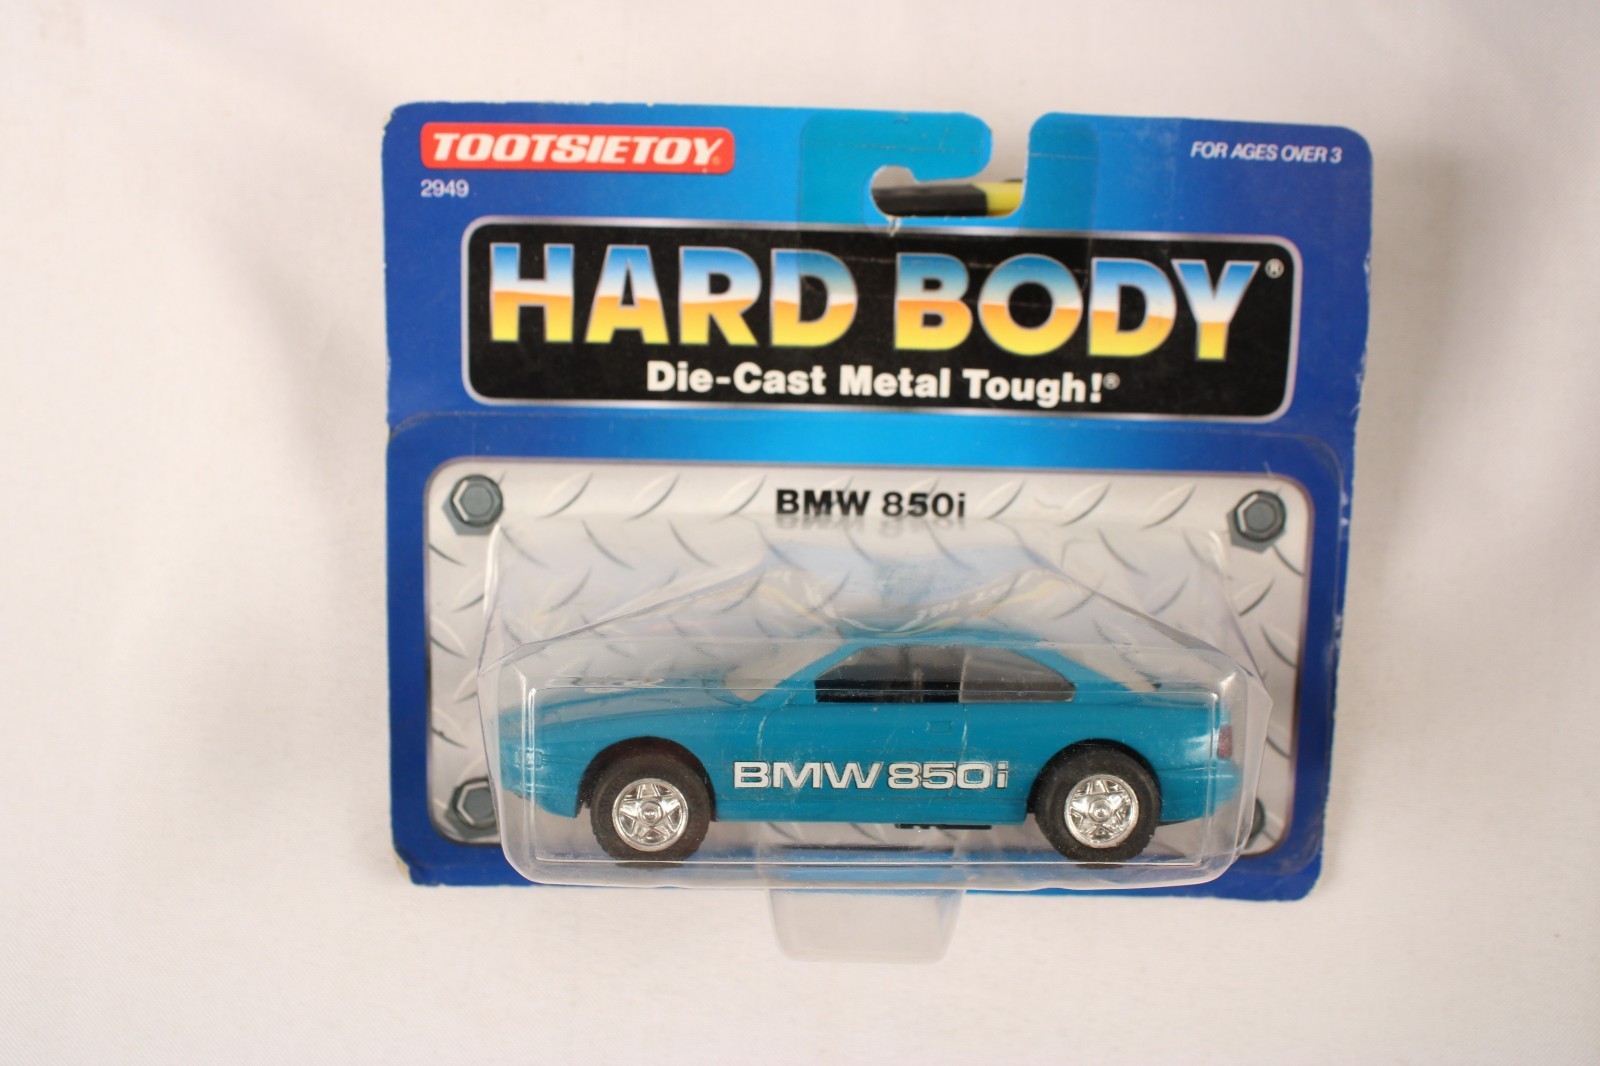 TOOTSIETOY
2949
FOR AGES OVER 3
HARD BODY®
Die-Cast Metal Tough!®
BMW 850i
BMW 850i